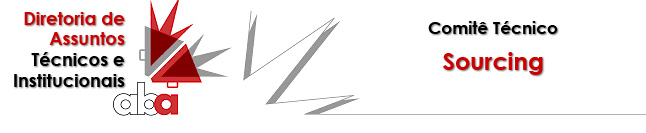 Diretoria de
Assuntos
Técnicos e
Institucionais
aba
Comitê Técnico
Sourcing